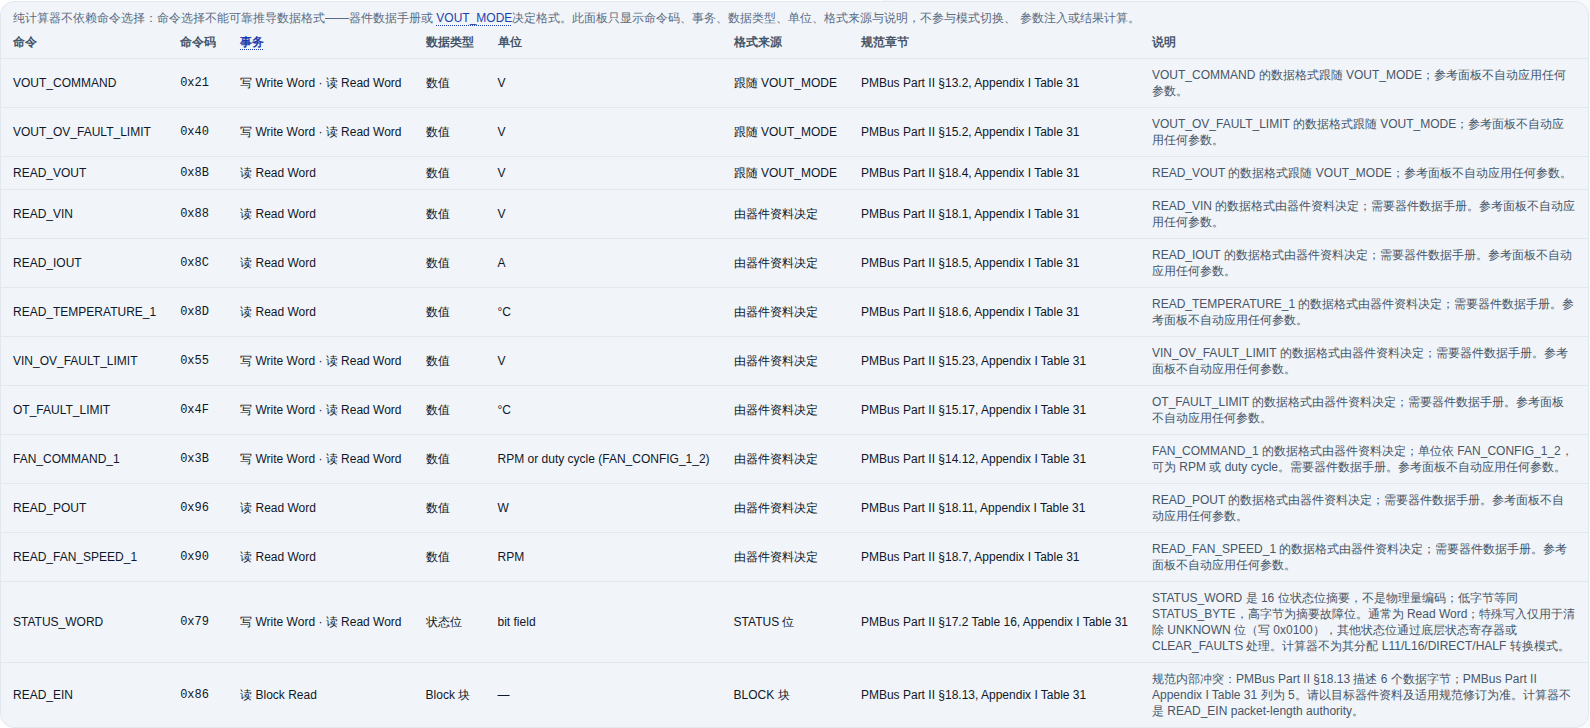 纯计算器不依赖命令选择：命令选择不能可靠推导数据格式——器件数据手册或 VOUT_MODE决定格式。此面板只显示命令码、事务、数据类型、单位、格式来源与说明，不参与模式切换、 参数注入或结果计算。
命令 命令码 事务 数据类型 单位 格式来源 规范章节 说明
VOUT_COMMAND 0x21 写 Write Word · 读 Read Word 数值 V 跟随 VOUT_MODE PMBus Part II §13.2, Appendix I Table 31 VOUT_COMMAND 的数据格式跟随 VOUT_MODE；参考面板不自动应用任何
参数。
VOUT_OV_FAULT_LIMIT 0x40 写 Write Word · 读 Read Word 数值 V 跟随 VOUT_MODE PMBus Part II §15.2, Appendix I Table 31 VOUT_OV_FAULT_LIMIT 的数据格式跟随 VOUT_MODE；参考面板不自动应
用任何参数。
READ_VOUT 0x8B 读 Read Word 数值 V 跟随 VOUT_MODE PMBus Part II §18.4, Appendix I Table 31 READ_VOUT 的数据格式跟随 VOUT_MODE；参考面板不自动应用任何参数。
READ_VIN 0x88 读 Read Word 数值 V 由器件资料决定 PMBus Part II §18.1, Appendix I Table 31 READ_VIN 的数据格式由器件资料决定；需要器件数据手册。参考面板不自动应
用任何参数。
READ_IOUT 0x8C 读 Read Word 数值 A 由器件资料决定 PMBus Part II §18.5, Appendix I Table 31 READ_IOUT 的数据格式由器件资料决定；需要器件数据手册。参考面板不自动
应用任何参数。
READ_TEMPERATURE_1 0x8D 读 Read Word 数值 °C 由器件资料决定 PMBus Part II §18.6, Appendix I Table 31 READ_TEMPERATURE_1 的数据格式由器件资料决定；需要器件数据手册。参
考面板不自动应用任何参数。
VIN_OV_FAULT_LIMIT 0x55 写 Write Word · 读 Read Word 数值 V 由器件资料决定 PMBus Part II §15.23, Appendix I Table 31 VIN_OV_FAULT_LIMIT 的数据格式由器件资料决定；需要器件数据手册。参考
面板不自动应用任何参数。
OT_FAULT_LIMIT 0x4F 写 Write Word · 读 Read Word 数值 °C 由器件资料决定 PMBus Part II §15.17, Appendix I Table 31 OT_FAULT_LIMIT 的数据格式由器件资料决定；需要器件数据手册。参考面板
不自动应用任何参数。
FAN_COMMAND_1 0x3B 写 Write Word · 读 Read Word 数值 RPM or duty cycle (FAN_CONFIG_1_2) 由器件资料决定 PMBus Part II §14.12, Appendix I Table 31 FAN_COMMAND_1 的数据格式由器件资料决定；单位依 FAN_CONFIG_1_2，
可为 RPM 或 duty cycle。需要器件数据手册。参考面板不自动应用任何参数。
READ_POUT 0x96 读 Read Word 数值 W 由器件资料决定 PMBus Part II §18.11, Appendix I Table 31 READ_POUT 的数据格式由器件资料决定；需要器件数据手册。参考面板不自
动应用任何参数。
READ_FAN_SPEED_1 0x90 读 Read Word 数值 RPM 由器件资料决定 PMBus Part II §18.7, Appendix I Table 31 READ_FAN_SPEED_1 的数据格式由器件资料决定；需要器件数据手册。参考
面板不自动应用任何参数。
STATUS_WORD 0x79 写 Write Word · 读 Read Word 状态位 bit field STATUS 位 PMBus Part II §17.2 Table 16, Appendix I Table 31 STATUS_WORD 是 16 位状态位摘要，不是物理量编码；低字节等同
STATUS_BYTE，高字节为摘要故障位。通常为 Read Word；特殊写入仅用于清
除 UNKNOWN 位（写 0x0100），其他状态位通过底层状态寄存器或
CLEAR_FAULTS 处理。计算器不为其分配 L11/L16/DIRECT/HALF 转换模式。
READ_EIN 0x86 读 Block Read Block 块 — BLOCK 块 PMBus Part II §18.13, Appendix I Table 31 规范内部冲突：PMBus Part II §18.13 描述 6 个数据字节；PMBus Part II
Appendix I Table 31 列为 5。请以目标器件资料及适用规范修订为准。计算器不
是 READ_EIN packet-length authority。